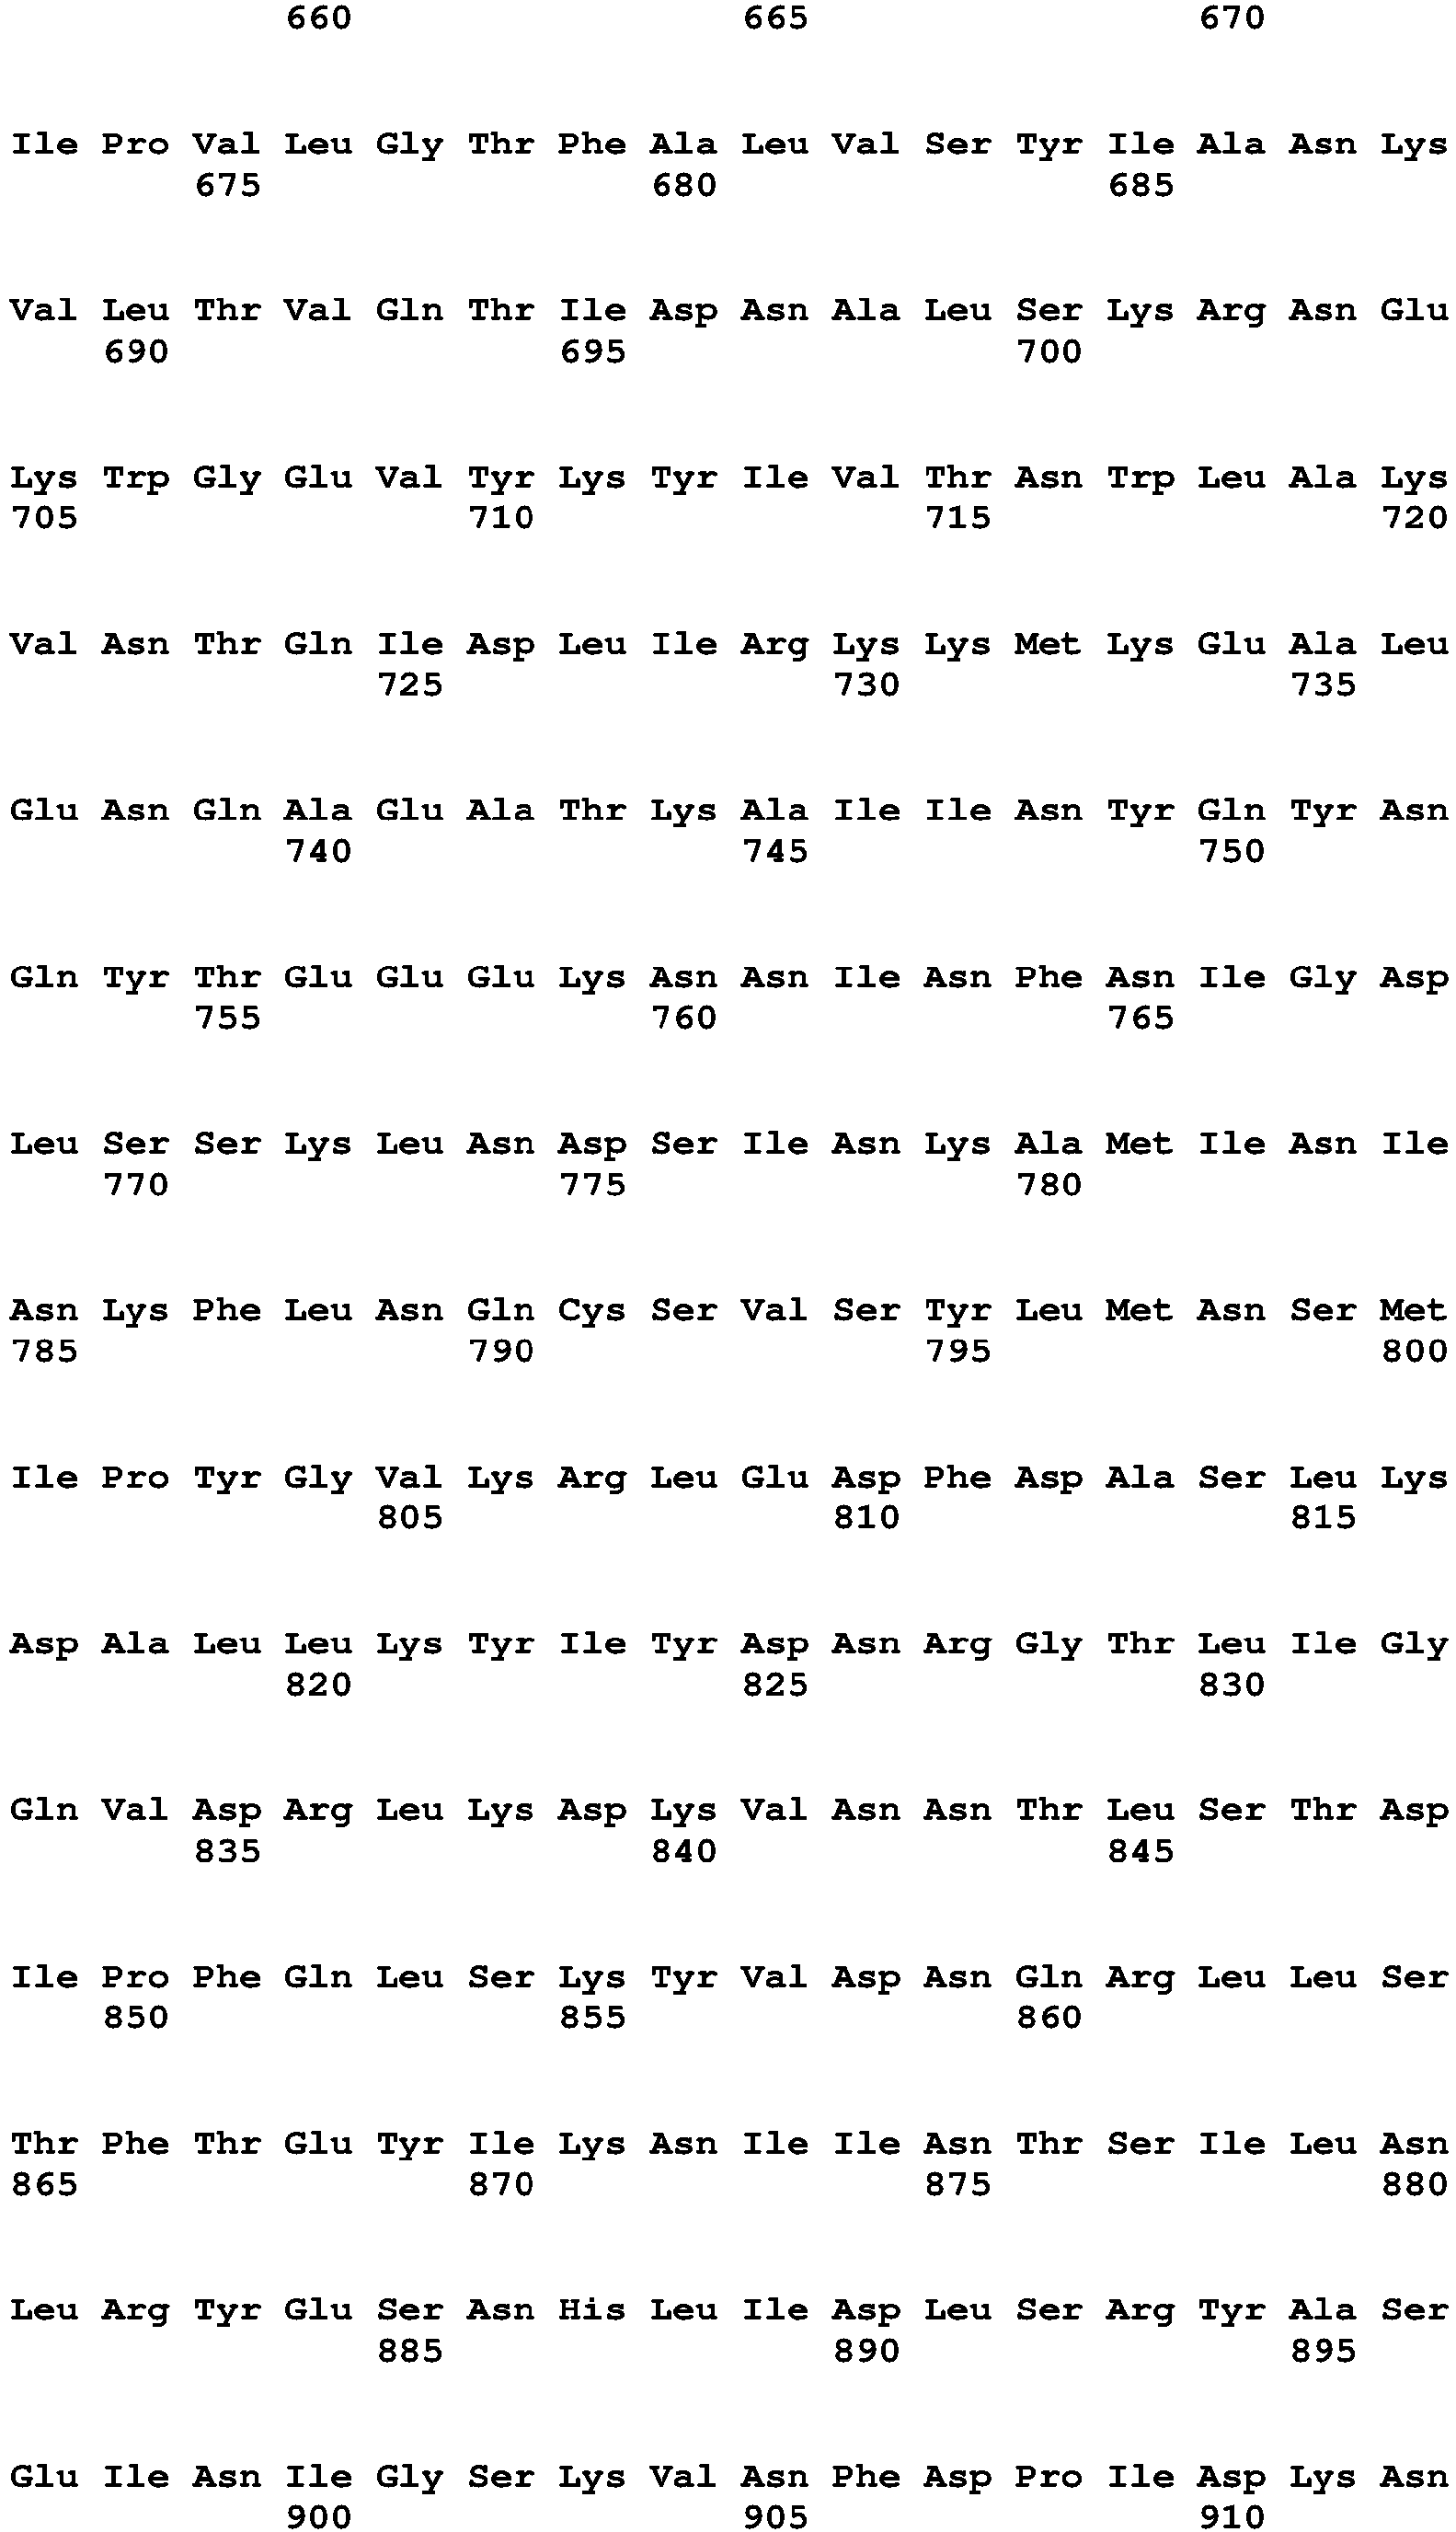 660 665 670
Ile Pro Val Leu Gly Thr Phe Ala Leu Val Ser Tyr Ile Ala Asn Lys
675 680 685
Val Leu Thr Val Gln Thr Ile Asp Asn Ala Leu Ser Lys Arg Asn Glu
690 695 700
Lys Trp Gly Glu Val Tyr Lys Tyr Ile Val Thr Asn Trp Leu Ala Lys
705 710 715 720
Val Asn Thr Gln Ile Asp Leu Ile Arg Lys Lys Met Lys Glu Ala Leu
725 730 735
Glu Asn Gln Ala Glu Ala Thr Lys Ala Ile Ile Asn Tyr Gln Tyr Asn
740 745 750
Gln Tyr Thr Glu Glu Glu Lys Asn Asn Ile Asn Phe Asn Ile Gly Asp
755 760 765
Leu Ser Ser Lys Leu Asn Asp Ser Ile Asn Lys Ala Met Ile Asn Ile
770 775 780
Asn Lys Phe Leu Asn Gln Cys Ser Val Ser Tyr Leu Met Asn Ser Met
785 790 795 800
Ile Pro Tyr Gly Val Lys Arg Leu Glu Asp Phe Asp Ala Ser Leu Lys
805 810 815
Asp Ala Leu Leu Lys Tyr Ile Tyr Asp Asn Arg Gly Thr Leu Ile Gly
820 825 830
Gln Val Asp Arg Leu Lys Asp Lys Val Asn Asn Thr Leu Ser Thr Asp
835 840 845
Ile Pro Phe Gln Leu Ser Lys Tyr Val Asp Asn Gln Arg Leu Leu Ser
850 855 860
Thr Phe Thr Glu Tyr Ile Lys Asn Ile Ile Asn Thr Ser Ile Leu Asn
865 870 875 880
Leu Arg Tyr Glu Ser Asn His Leu Ile Asp Leu Ser Arg Tyr Ala Ser
885 890 895
Glu Ile Asn Ile Gly Ser Lys Val Asn Phe Asp Pro Ile Asp Lys Asn
900 905 910